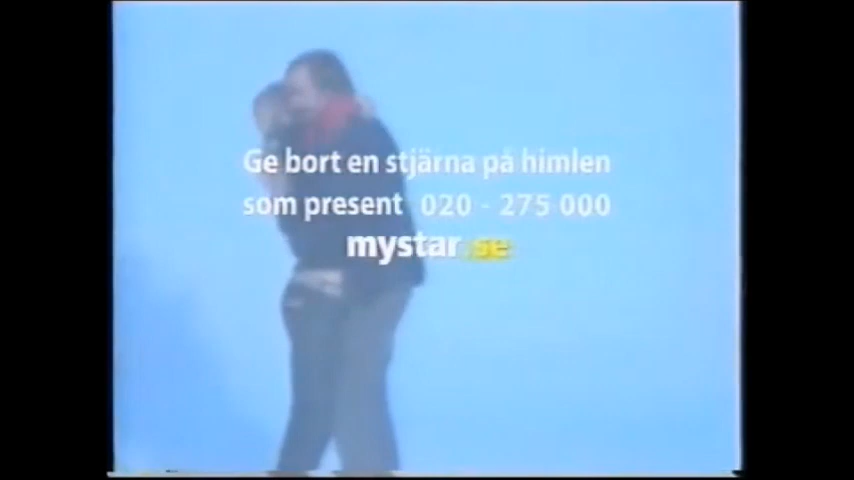 Ge bort en stjärna på himlen
som present 020 - 275 000
mystar.se